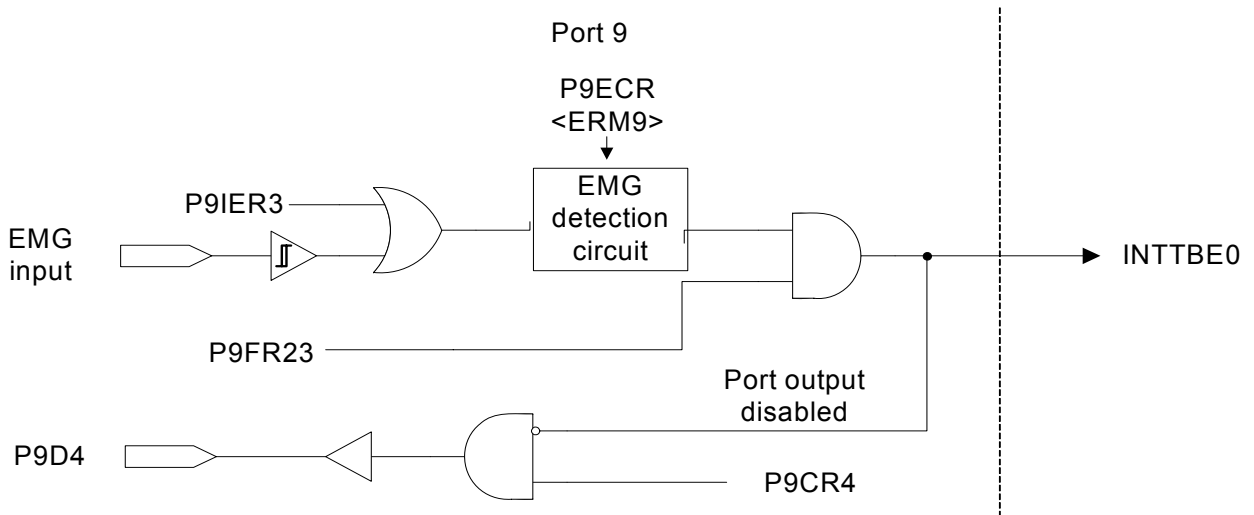 Port 9
P9ECR
<ERM9>
EMG
detection
circuit
P9IER3
EMG
input
INTTBE0
P9FR23
Port output
disabled
P9D4
P9CR4